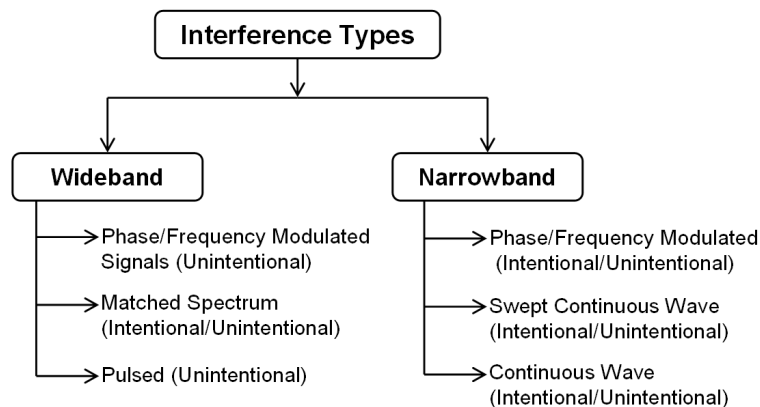 Interference Types
Wideband
Phase/Frequency Modulated
Signals (Unintentional)
Matched Spectrum
(Intentional/Unintentional)
Pulsed (Unintentional)
Narrowband
Phase/Frequency Modulated
(Intentional/Unintentional)
Swept Continuous Wave
(Intentional/Unintentional)
Continuous Wave
(Intentional/Unintentional)